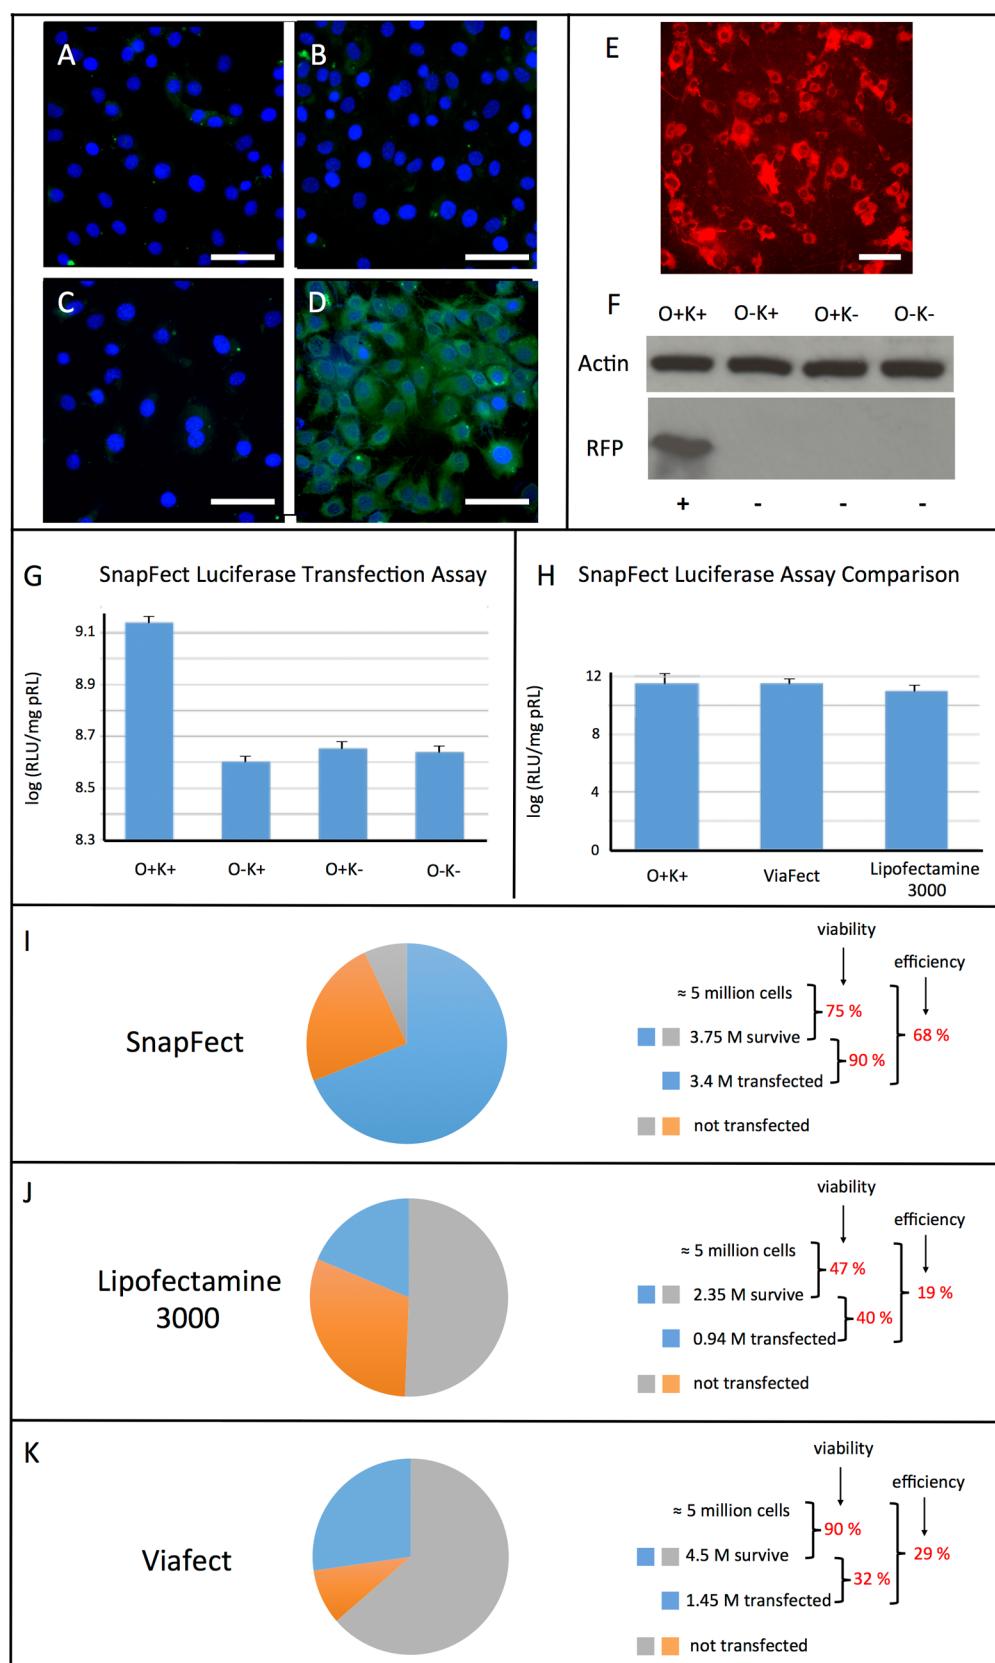 A
B
C
D
E
F
O+K+ O-K+ O+K- O-K-
Actin
RFP
+ - - -
G
SnapFect Luciferase Transfection Assay
log (RLU/mg pRL)
9.1
8.9
8.7
8.5
8.3
O+K+ O-K+ O+K- O-K-
H
SnapFect Luciferase Assay Comparison
log (RLU/mg pRL)
12
8
4
0
O+K+ ViaFect Lipofectamine
3000
I
SnapFect
viability
efficiency
≈ 5 million cells
75 %
3.75 M survive
68 %
90 %
3.4 M transfected
not transfected
J
Lipofectamine
3000
viability
efficiency
≈ 5 million cells
47 %
2.35 M survive
19 %
40 %
0.94 M transfected
not transfected
K
Viafect
viability
efficiency
≈ 5 million cells
90 %
4.5 M survive
29 %
32 %
1.45 M transfected
not transfected